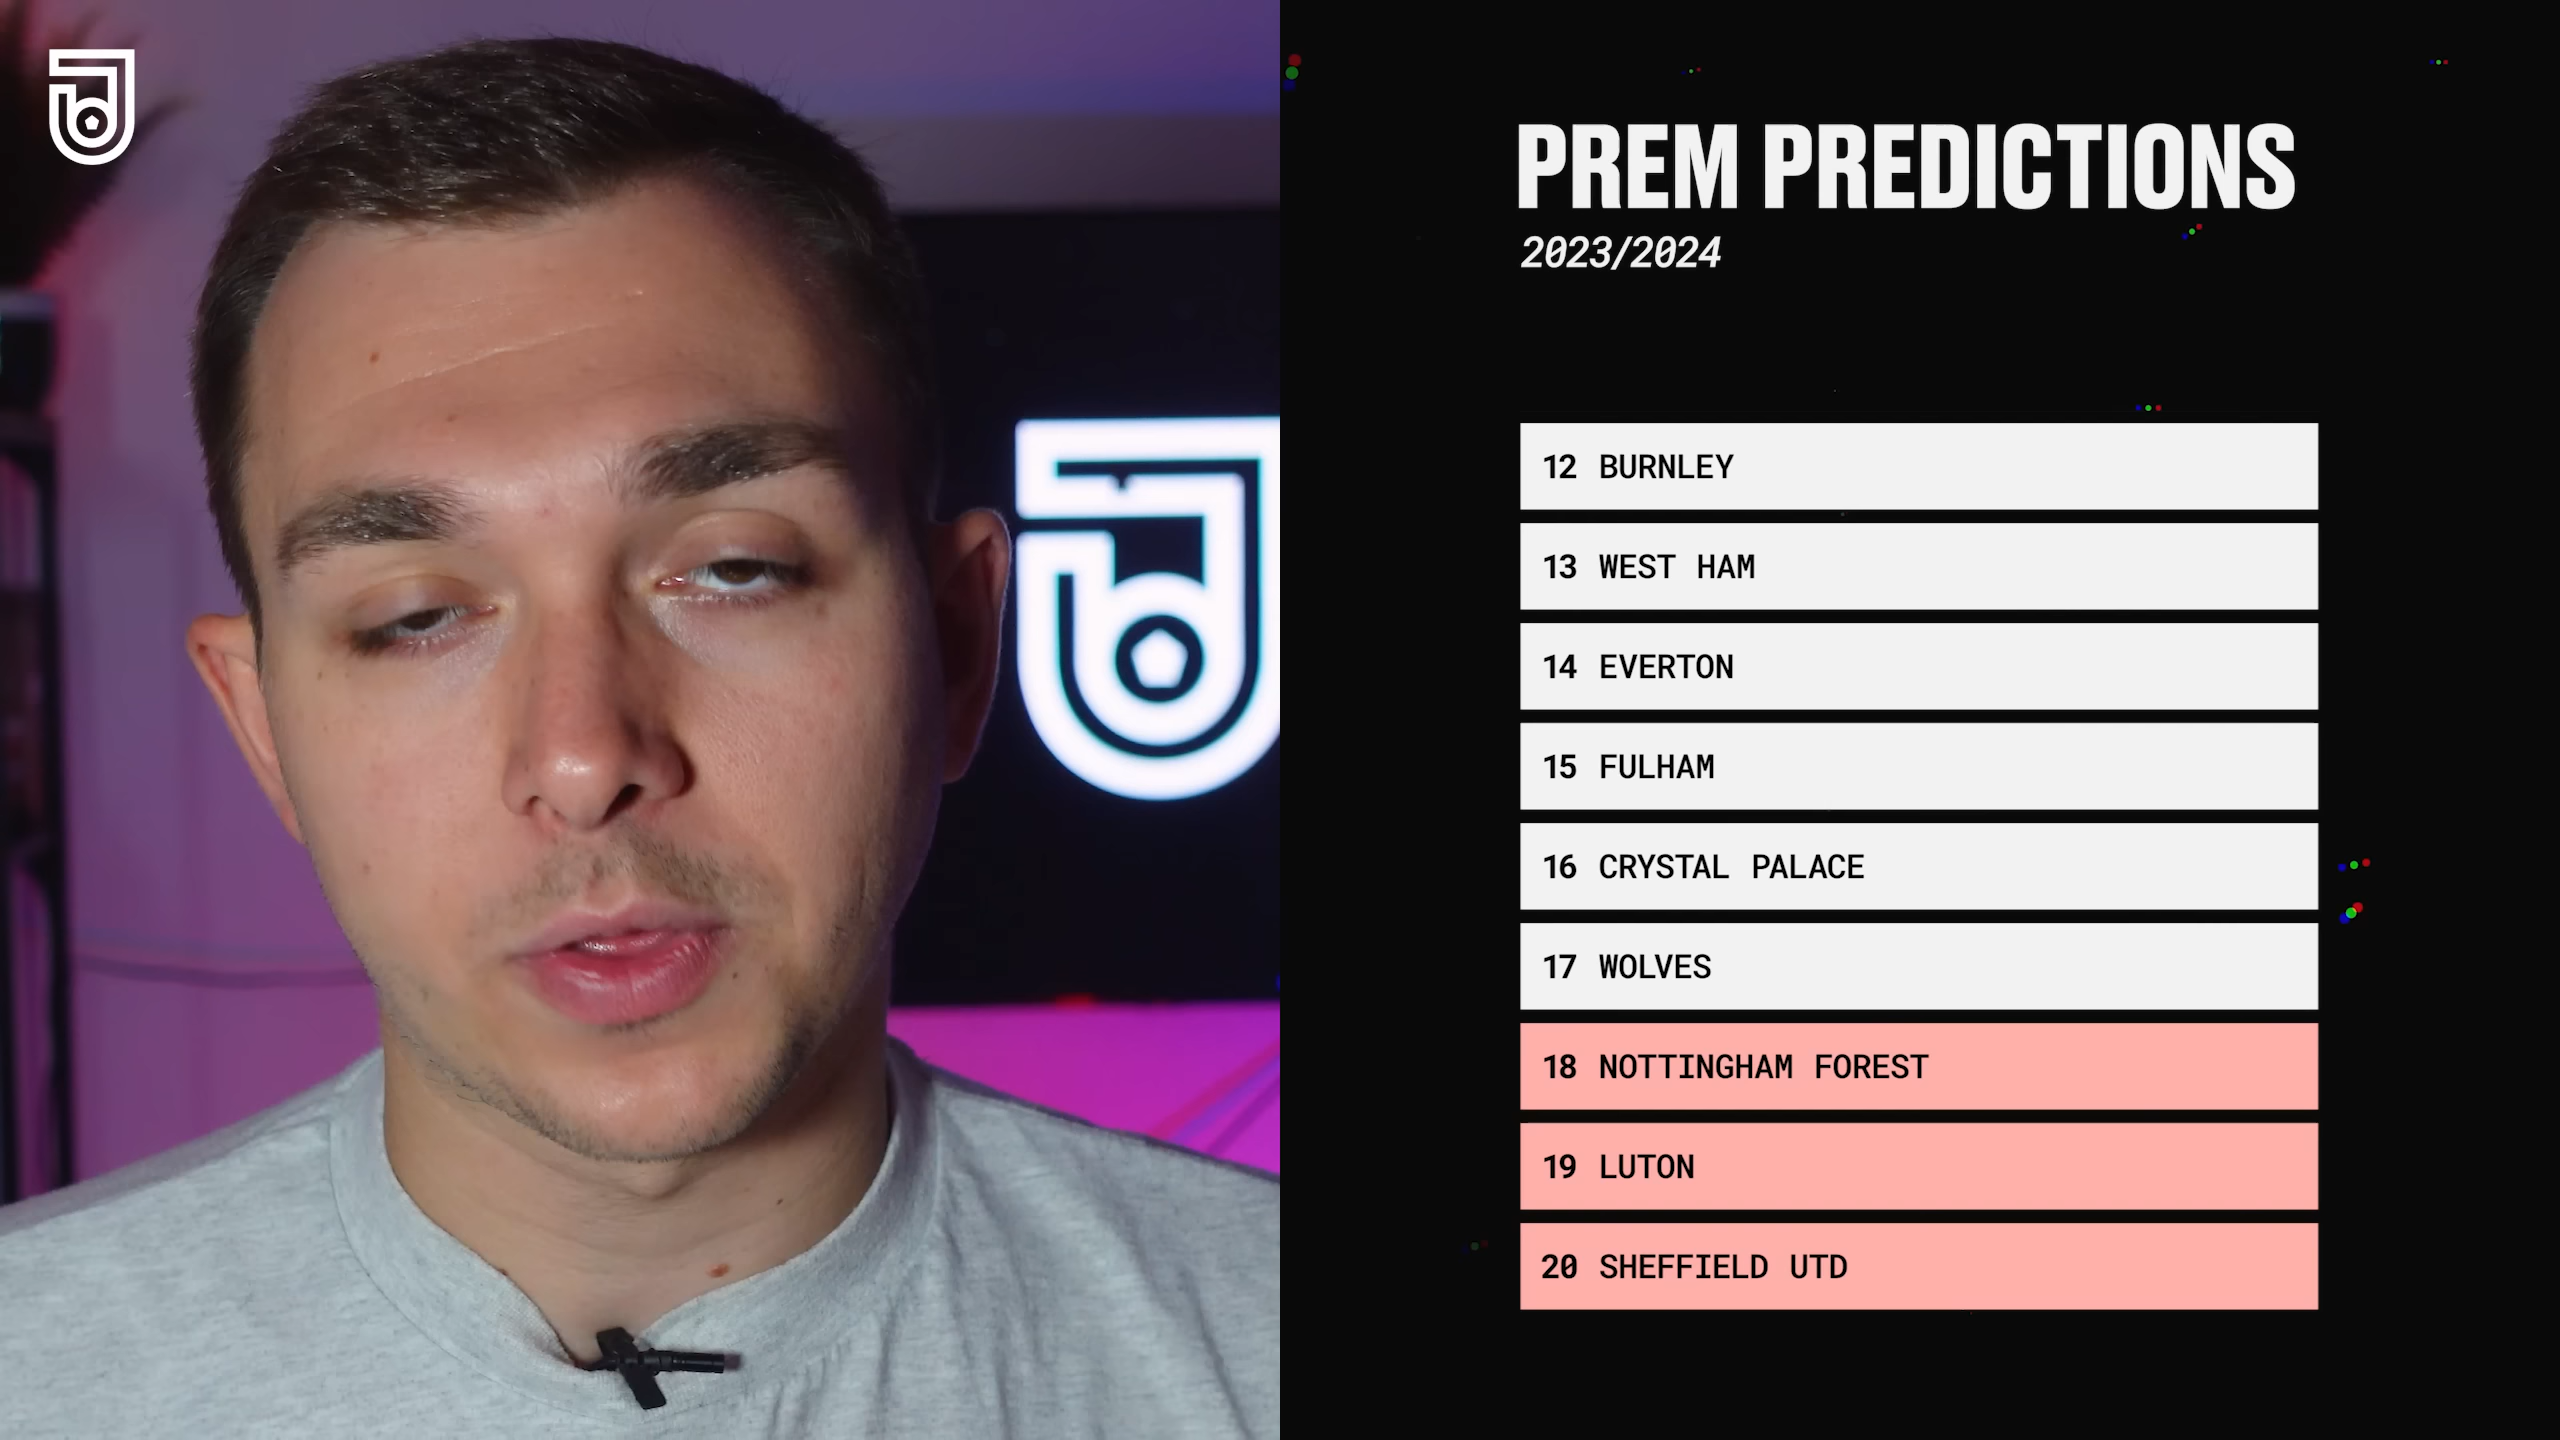 PREM PREDICTIONS
2023/2024
12 BURNLEY
13 WEST HAM
14 EVERTON
15 FULHAM
16 CRYSTAL PALACE
17 WOLVES
18 NOTTINGHAM FOREST
19 LUTON
20 SHEFFIELD UTD